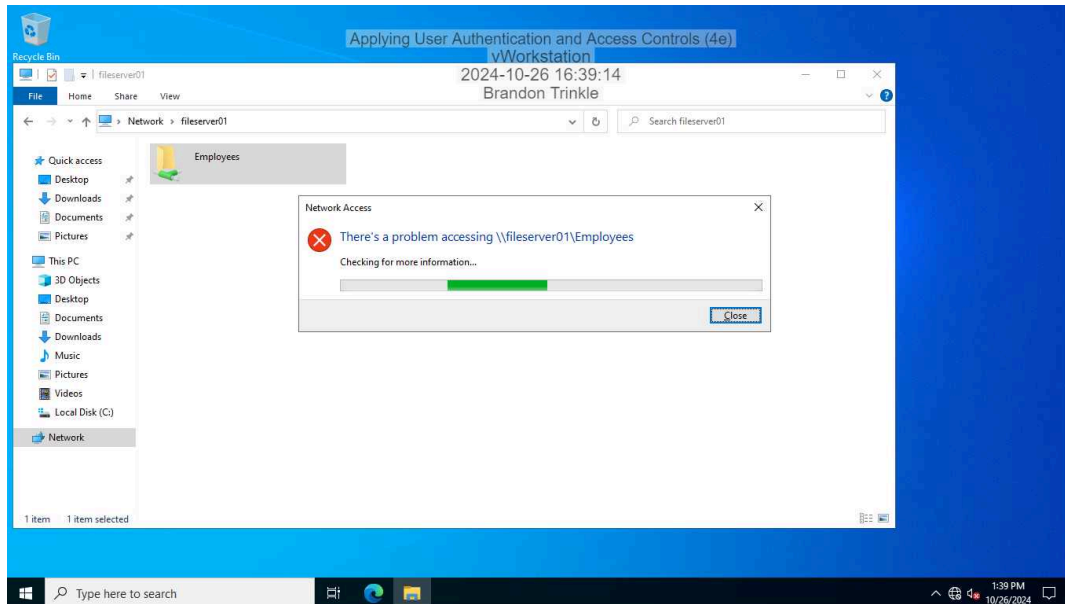 Recycle Bin
Applying User Authentication and Access Controls (4e)
vWorkstation
2024-10-26 16:39:14
Brandon Trinkle
fileserver01
File Home Share View
Network > fileserver01
Search fileserver01
Quick access
Desktop
Downloads
Documents
Pictures
This PC
3D Objects
Desktop
Documents
Downloads
Music
Pictures
Videos
Local Disk (C:)
Network
Employees
Network Access
There's a problem accessing \\fileserver01\Employees
Checking for more information...
Close
1 item 1 item selected
Type here to search
1:39 PM
10/26/2024